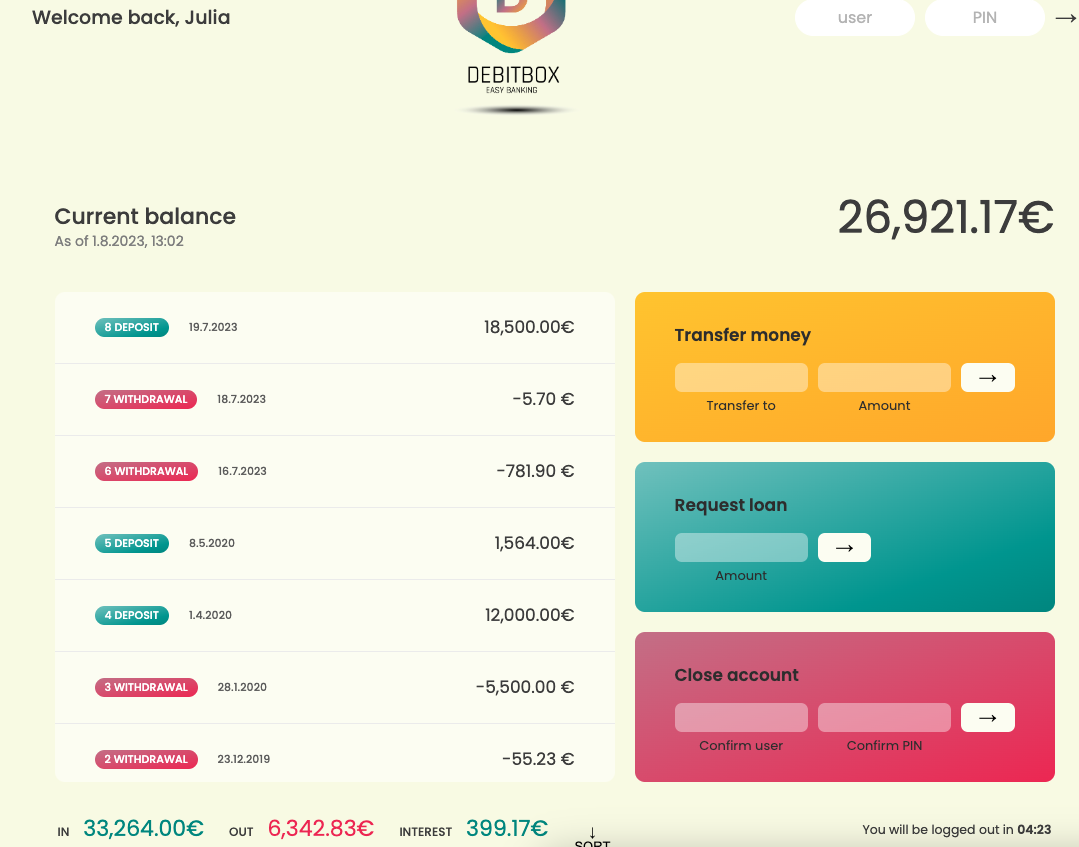 Welcome back, Julia
user
PIN
→
DEBITBOX
EASY BANKING
Current balance
As of 1.8.2023, 13:02
26,921.17€
8 DEPOSIT 19.7.2023 18,500.00€
7 WITHDRAWAL 18.7.2023 -5.70 €
6 WITHDRAWAL 16.7.2023 -781.90 €
5 DEPOSIT 8.5.2020 1,564.00€
4 DEPOSIT 1.4.2020 12,000.00€
3 WITHDRAWAL 28.1.2020 -5,500.00 €
2 WITHDRAWAL 23.12.2019 -55.23 €
Transfer money
→
Transfer to Amount
Request loan
→
Amount
Close account
→
Confirm user Confirm PIN
IN 33,264.00€ OUT 6,342.83€ INTEREST 399.17€
↓ SORT
You will be logged out in 04:23